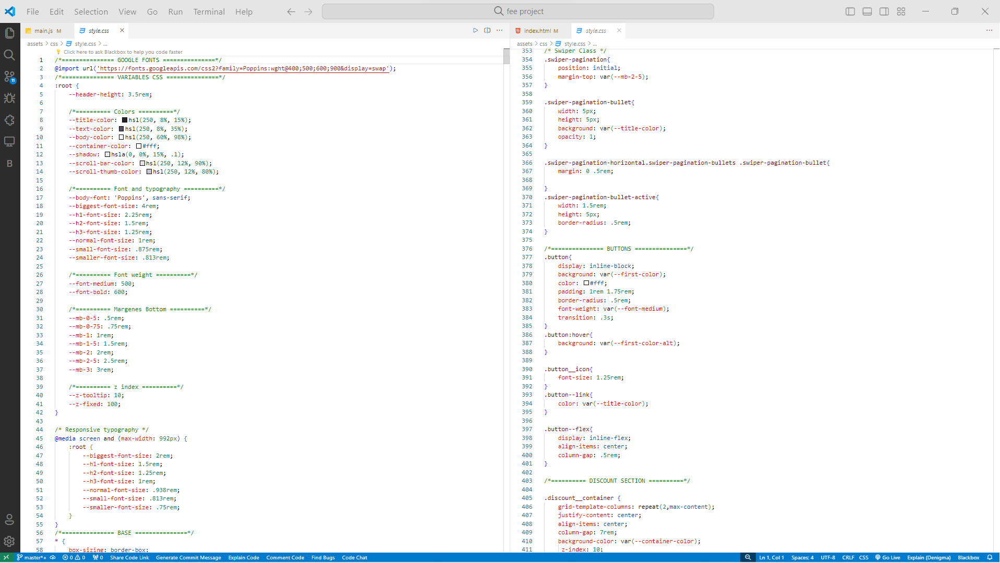 File Edit Selection View Go Run Terminal Help
fee project
main.js M
style.css
index.html M
style.css
assets > css > style.css > ...
Click here to ask Blackbox to help you code faster
1 /*=============== GOOGLE FONTS ===============*/
2 @import url('https://fonts.googleapis.com/css2?family=Poppins:wght@400;500;600;900&display=swap');
3 /*=============== VARIABLES CSS ===============*/
4 :root {
5 --header-height: 3.5rem;
6
7 /*========== Colors ==========*/
8 --title-color: hsl(250, 8%, 15%);
9 --text-color: hsl(250, 8%, 35%);
10 --body-color: hsl(250, 60%, 98%);
11 --container-color: #fff;
12 --shadow: hsla(0, 0%, 15%, .1);
13 --scroll-bar-color: hsl(250, 12%, 90%);
14 --scroll-thumb-color: hsl(250, 12%, 80%);
15
16 /*========== Font and typography ==========*/
17 --body-font: 'Poppins', sans-serif;
18 --biggest-font-size: 4rem;
19 --h1-font-size: 2.25rem;
20 --h2-font-size: 1.5rem;
21 --h3-font-size: 1.25rem;
22 --normal-font-size: 1rem;
23 --small-font-size: .875rem;
24 --smaller-font-size: .813rem;
25
26 /*========== Font weight ==========*/
27 --font-medium: 500;
28 --font-bold: 600;
29
30 /*========== Margenes Bottom ==========*/
31 --mb-0-5: .5rem;
32 --mb-0-75: .75rem;
33 --mb-1: 1rem;
34 --mb-1-5: 1.5rem;
35 --mb-2: 2rem;
36 --mb-2-5: 2.5rem;
37 --mb-3: 3rem;
38
39 /*========== z index ==========*/
40 --z-tooltip: 10;
41 --z-fixed: 100;
42 }
43
44 /* Responsive typography */
45 @media screen and (max-width: 992px) {
46 :root {
47 --biggest-font-size: 2rem;
48 --h1-font-size: 1.5rem;
49 --h2-font-size: 1.25rem;
50 --h3-font-size: 1rem;
51 --normal-font-size: .938rem;
52 --small-font-size: .813rem;
53 --smaller-font-size: .75rem;
54 }
55 }
56 /*=============== BASE ===============*/
57 * {
58 box-sizing: border-box;
assets > css > style.css > ...
353 /* Swiper Class */
354 .swiper-pagination{
355 position: initial;
356 margin-top: var(--mb-2-5);
357 }
358
359 .swiper-pagination-bullet{
360 width: 5px;
361 height: 5px;
362 background: var(--title-color);
363 opacity: 1;
364 }
365
366 .swiper-pagination-horizontal.swiper-pagination-bullets .swiper-pagination-bullet{
367 margin: 0 .5rem;
368
369 }
370 .swiper-pagination-bullet-active{
371 width: 1.5rem;
372 height: 5px;
373 border-radius: .5rem;
374 }
375
376 /*=============== BUTTONS ===============*/
377 .button{
378 display: inline-block;
379 background: var(--first-color);
380 color: #fff;
381 padding: 1rem 1.75rem;
382 border-radius: .5rem;
383 font-weight: var(--font-medium);
384 transition: .3s;
385 }
386 .button:hover{
387 background: var(--first-color-alt);
388 }
389
390 .button__icon{
391 font-size: 1.25rem;
392 }
393 .button--link{
394 color: var(--title-color);
395 }
396
397 .button--flex{
398 display: inline-flex;
399 align-items: center;
400 column-gap: .5rem;
401 }
402
403 /*========== DISCOUNT SECTION ==========*/
404
405 .discount__container {
406 grid-template-columns: repeat(2,max-content);
407 justify-content: center;
408 align-items: center;
409 column-gap: 7rem;
410 background-color: var(--container-color);
411 z-index: 10;
11
B
master*+ 0 0 0 Share Code Link Generate Commit Message Explain Code Comment Code Find Bugs Code Chat Ln 1, Col 1 Spaces: 4 UTF-8 CRLF CSS Go Live Explain (Denigma) Blackbox